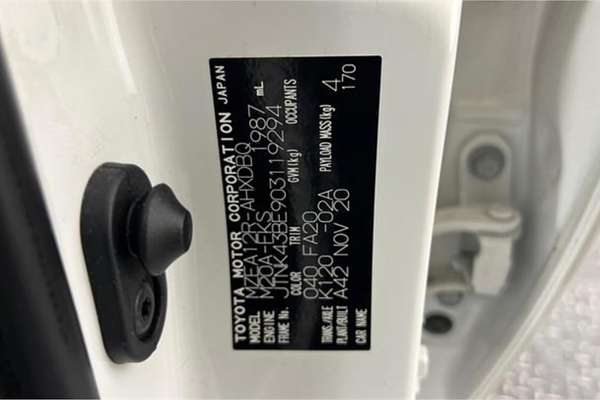 TOYOTA MOTOR CORPORATION JAPAN
MODEL MZEA12R-AHXDBQ
ENGINE M20A-FKS 1987 mL
FRAME No. JTNK43BE903119294
COLOR TRIM GVM(kg) OCCUPANTS
040 FA20 4
TRANS/AXLE K120 -02A PAYLOAD MASS(kg) 170
PLANT/BUILT A42 NOV 20
CAR NAME